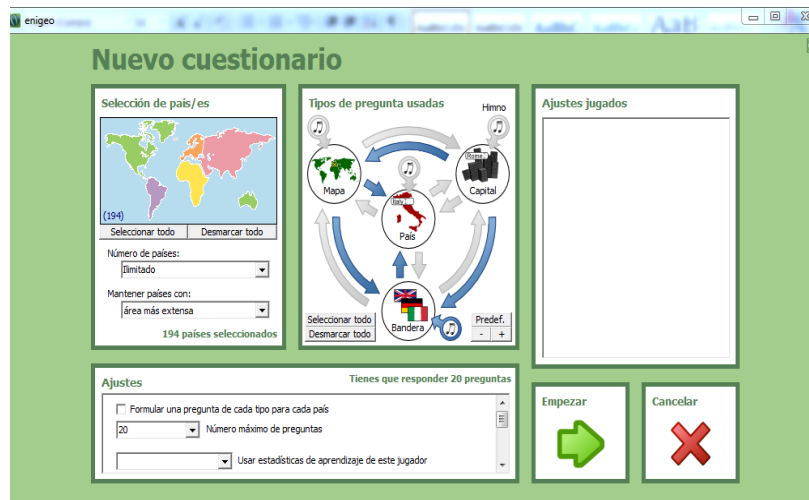 enigeo
Nuevo cuestionario
Selección de país/es
(194)
Seleccionar todo
Desmarcar todo
Número de países:
Ilimitado
Mantener países con:
área más extensa
194 países seleccionados
Tipos de pregunta usadas
Himno
Mapa
Rome
Capital
Italy
País
Bandera
Seleccionar todo
Desmarcar todo
Predef.
- +
Ajustes jugados
Ajustes
Tienes que responder 20 preguntas
Formular una pregunta de cada tipo para cada país
20 Número máximo de preguntas
Usar estadísticas de aprendizaje de este jugador
Empezar
Cancelar